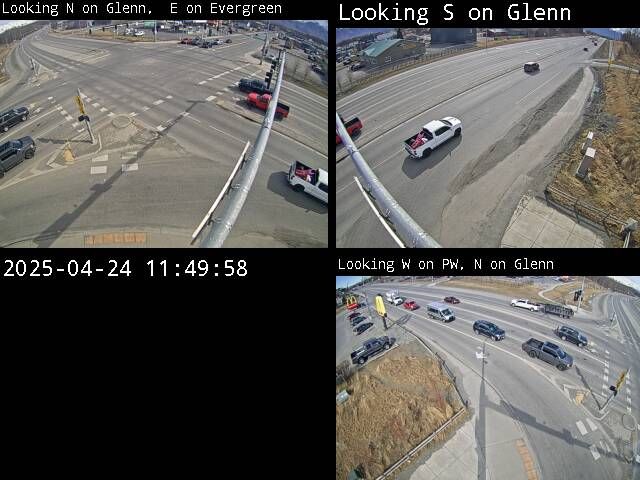 Looking N on Glenn,  E on Evergreen
Looking S on Glenn
2025-04-24 11:49:58
Looking W on PW, N on Glenn